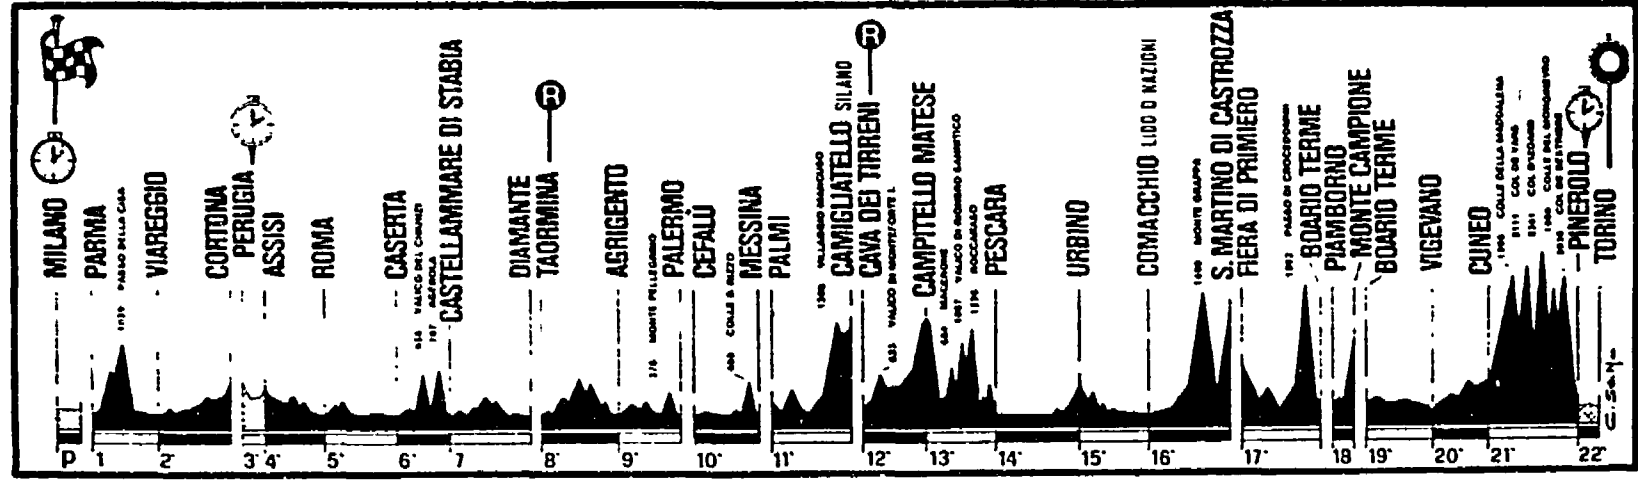 MILANO
PARMA
PASSO DELLA CISA
VIAREGGIO
CORTONA
PERUGIA
ASSISI
ROMA
CASERTA
VALICO DEL CHIUNZI
AGEROLA
CASTELLAMMARE DI STABIA
DIAMANTE
R
TAORMINA
AGRIGENTO
MONTE PELLEGRINO
PALERMO
CEFALU
COLLE S. RIZZO
MESSINA
PALMI
VILLAGGIO MANCUSO
CAMIGLIATELLO SILANO
R
CAVA DEI TIRRENI
VALICO DI MONTEFORTE I.
CAMPITELLO MATESE
MACERONE
VALICO DI RIONERO SANNITICO
ROCCARASO
PESCARA
URBINO
COMACCHIO LIDO D NAZIONI
MONTE GRAPPA
S. MARTINO DI CASTROZZA
FIERA DI PRIMIERO
PASSO DI CROCEDOMINI
BOARIO TERME
PIAMBORNO
MONTE CAMPIONE
BOARIO TERME
VIGEVANO
CUNEO
COLLE DELLA MADDALENA
COL DE VARS
COL D'IZOARD
COLLE DEL MONGINEVRO
COL DE SESTRIERE
PINEROLO
TORINO
P 1 2° 3° 4° 5° 6° 7 8° 9° 10° 11° 12° 13° 14° 15° 16° 17° 18 19° 20° 21° 22°